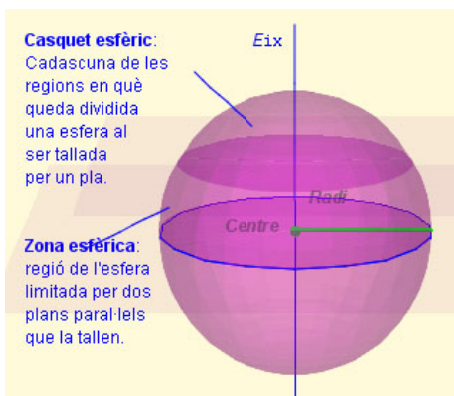 Casquet esfèric:
Cadascuna de les
regions en què
queda dividida
una esfera al
ser tallada
per un pla.
Eix
Radi
Centre
Zona esfèrica:
regió de l'esfera
limitada per dos
plans paral·lels
que la tallen.